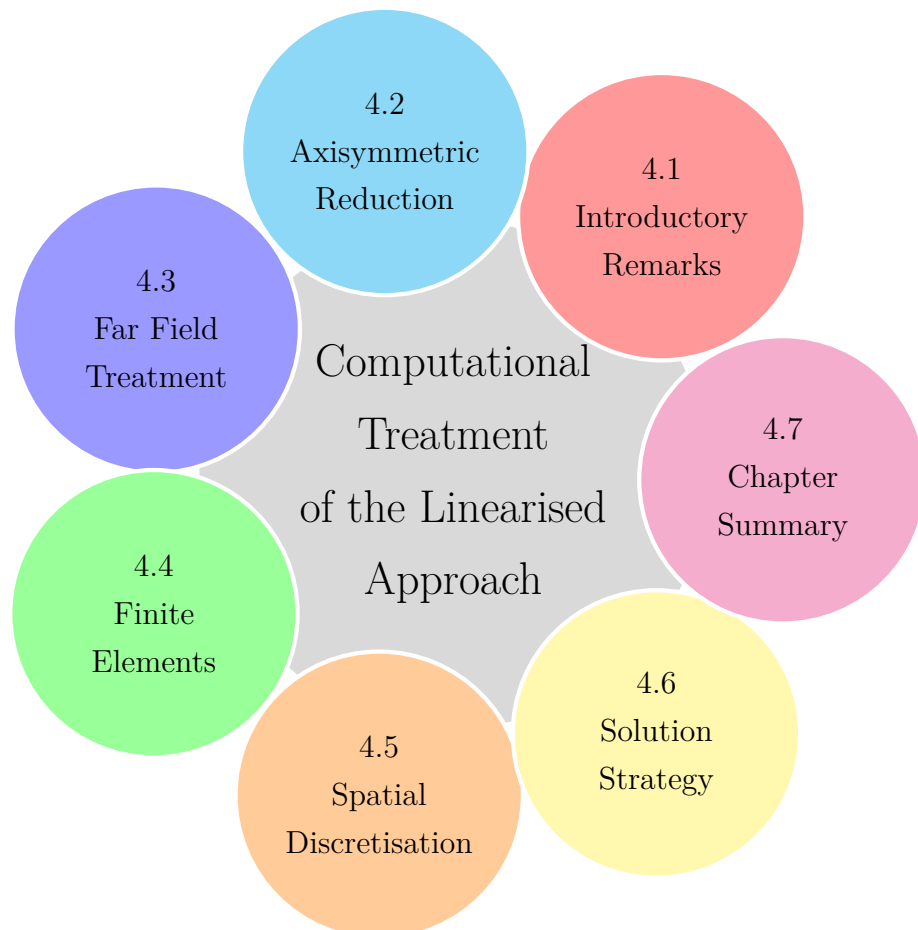 4.2
Axisymmetric
Reduction
4.1
Introductory
Remarks
4.3
Far Field
Treatment
Computational
Treatment
of the Linearised
Approach
4.7
Chapter
Summary
4.4
Finite
Elements
4.6
Solution
Strategy
4.5
Spatial
Discretisation